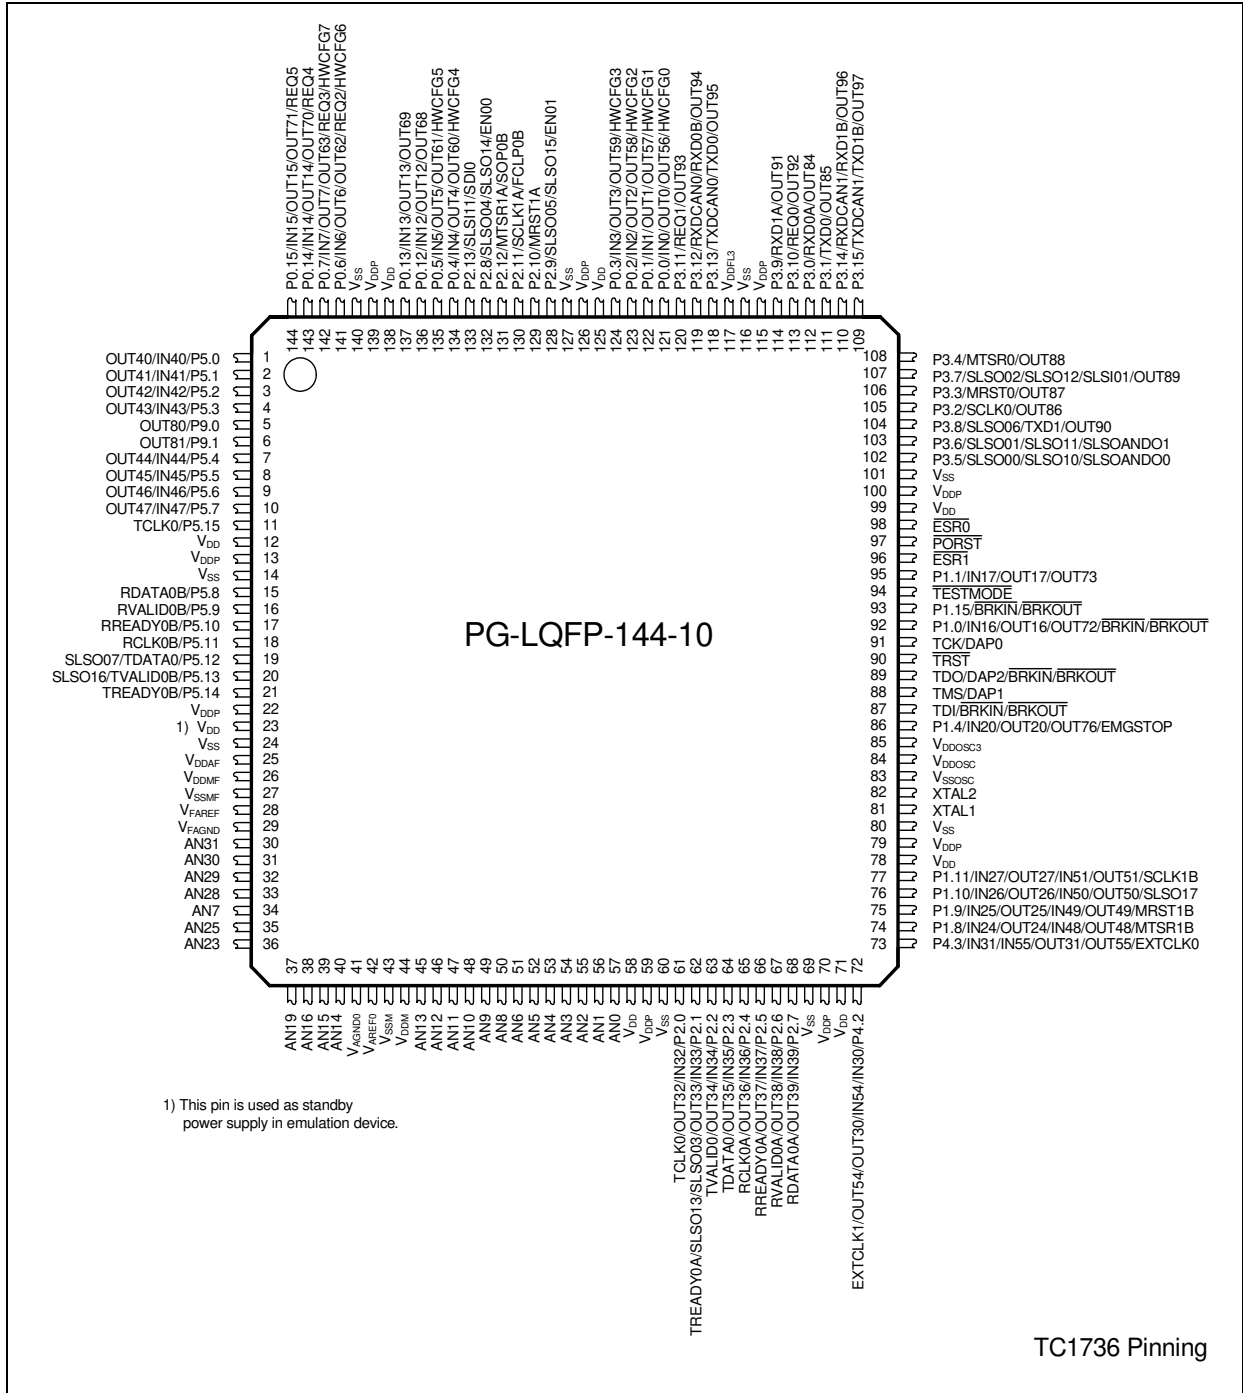 P0.15/IN15/OUT15/OUT71/REQ5
P0.14/IN14/OUT14/OUT70/REQ4
P0.7/IN7/OUT7/OUT63/REQ3/HWCFG7
P0.6/IN6/OUT6/OUT62/REQ2/HWCFG6
VSS
VDDP
VDD
P0.13/IN13/OUT13/OUT69
P0.12/IN12/OUT12/OUT68
P0.5/IN5/OUT5/OUT61/HWCFG5
P0.4/IN4/OUT4/OUT60/HWCFG4
P2.13/SLSI11/SDI0
P2.8/SLSO04/SLSO14/EN00
P2.12/MTSR1A/SOP0B
P2.11/SCLK1A/FCLP0B
P2.10/MRST1A
P2.9/SLSO05/SLSO15/EN01
VSS
VDDP
VDD
P0.3/IN3/OUT3/OUT59/HWCFG3
P0.2/IN2/OUT2/OUT58/HWCFG2
P0.1/IN1/OUT1/OUT57/HWCFG1
P0.0/IN0/OUT0/OUT56/HWCFG0
P3.11/REQ1/OUT93
P3.12/RXDCAN0/RXD0B/OUT94
P3.13/TXDCAN0/TXD0/OUT95
VDDFL3
VSS
VDDP
P3.9/RXD1A/OUT91
P3.10/REQ0/OUT92
P3.0/RXD0A/OUT84
P3.1/TXD0/OUT85
P3.14/RXDCAN1/RXD1B/OUT96
P3.15/TXDCAN1/TXD1B/OUT97
144
143
142
141
140
139
138
137
136
135
134
133
132
131
130
129
128
127
126
125
124
123
122
121
120
119
118
117
116
115
114
113
112
111
110
109
OUT40/IN40/P5.0 1
OUT41/IN41/P5.1 2
OUT42/IN42/P5.2 3
OUT43/IN43/P5.3 4
OUT80/P9.0 5
OUT81/P9.1 6
OUT44/IN44/P5.4 7
OUT45/IN45/P5.5 8
OUT46/IN46/P5.6 9
OUT47/IN47/P5.7 10
TCLK0/P5.15 11
VDD 12
VDDP 13
VSS 14
RDATA0B/P5.8 15
RVALID0B/P5.9 16
RREADY0B/P5.10 17
RCLK0B/P5.11 18
SLSO07/TDATA0/P5.12 19
SLSO16/TVALID0B/P5.13 20
TREADY0B/P5.14 21
VDDP 22
1) VDD 23
VSS 24
VDDAF 25
VDDMF 26
VSSMF 27
VFAREF 28
VFAGND 29
AN31 30
AN30 31
AN29 32
AN28 33
AN7 34
AN25 35
AN23 36
PG-LQFP-144-10
108 P3.4/MTSR0/OUT88
107 P3.7/SLSO02/SLSO12/SLSI01/OUT89
106 P3.3/MRST0/OUT87
105 P3.2/SCLK0/OUT86
104 P3.8/SLSO06/TXD1/OUT90
103 P3.6/SLSO01/SLSO11/SLSOANDO1
102 P3.5/SLSO00/SLSO10/SLSOANDO0
101 VSS
100 VDDP
99 VDD
98 ESR0
97 PORST
96 ESR1
95 P1.1/IN17/OUT17/OUT73
94 TESTMODE
93 P1.15/BRKIN/BRKOUT
92 P1.0/IN16/OUT16/OUT72/BRKIN/BRKOUT
91 TCK/DAP0
90 TRST
89 TDO/DAP2/BRKIN/BRKOUT
88 TMS/DAP1
87 TDI/BRKIN/BRKOUT
86 P1.4/IN20/OUT20/OUT76/EMGSTOP
85 VDDOSC3
84 VDDOSC
83 VSSOSC
82 XTAL2
81 XTAL1
80 VSS
79 VDDP
78 VDD
77 P1.11/IN27/OUT27/IN51/OUT51/SCLK1B
76 P1.10/IN26/OUT26/IN50/OUT50/SLSO17
75 P1.9/IN25/OUT25/IN49/OUT49/MRST1B
74 P1.8/IN24/OUT24/IN48/OUT48/MTSR1B
73 P4.3/IN31/IN55/OUT31/OUT55/EXTCLK0
37
38
39
40
41
42
43
44
45
46
47
48
49
50
51
52
53
54
55
56
57
58
59
60
61
62
63
64
65
66
67
68
69
70
71
72
AN19
AN16
AN15
AN14
VAGND0
VAREF0
VSSM
VDDM
AN13
AN12
AN11
AN10
AN9
AN8
AN6
AN5
AN4
AN3
AN2
AN1
AN0
VDD
VDDP
VSS
TCLK0/OUT32/IN32/P2.0
TREADY0A/SLSO13/SLSO03/OUT33/IN33/P2.1
TVALID0/OUT34/IN34/P2.2
TDATA0/OUT35/IN35/P2.3
RCLK0A/OUT36/IN36/P2.4
RREADY0A/OUT37/IN37/P2.5
RVALID0A/OUT38/IN38/P2.6
RDATA0A/OUT39/IN39/P2.7
VSS
VDDP
VDD
EXTCLK1/OUT54/OUT30/IN54/IN30/P4.2
1) This pin is used as standby
power supply in emulation device.
TC1736 Pinning